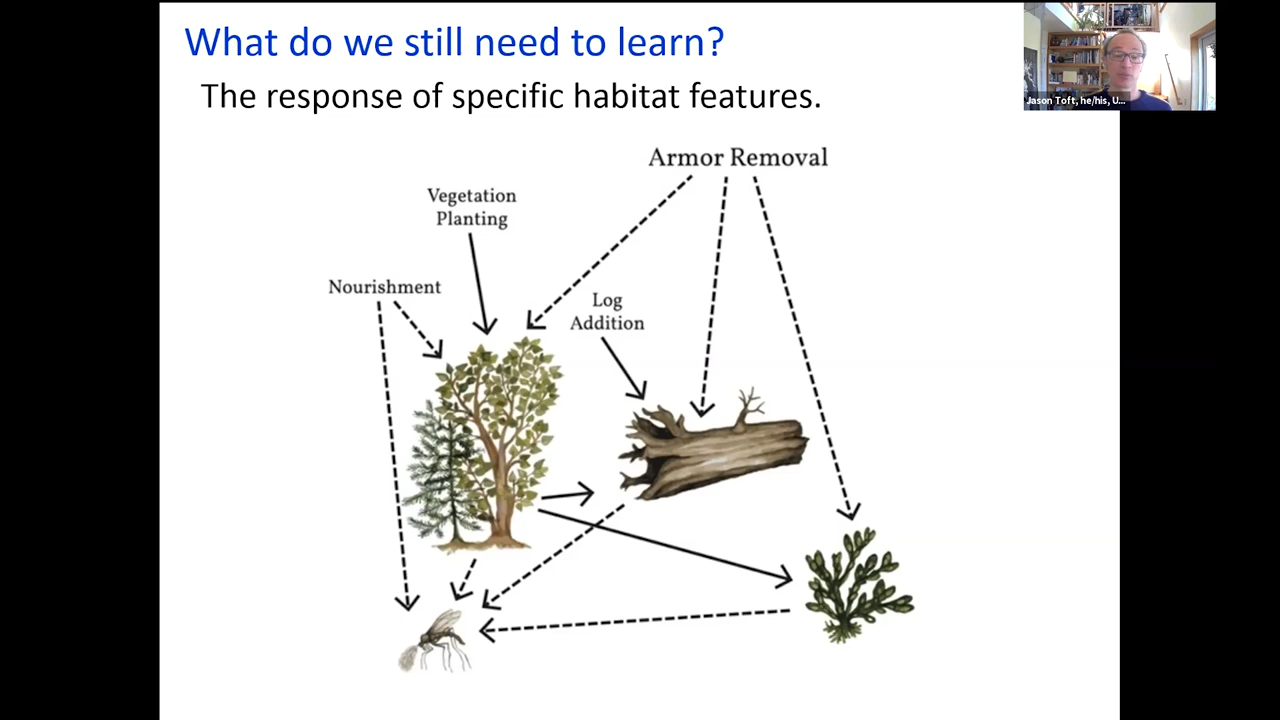 What do we still need to learn?
The response of specific habitat features.
Jason Toft, he/his, U...
Armor Removal
Vegetation
Planting
Nourishment
Log
Addition